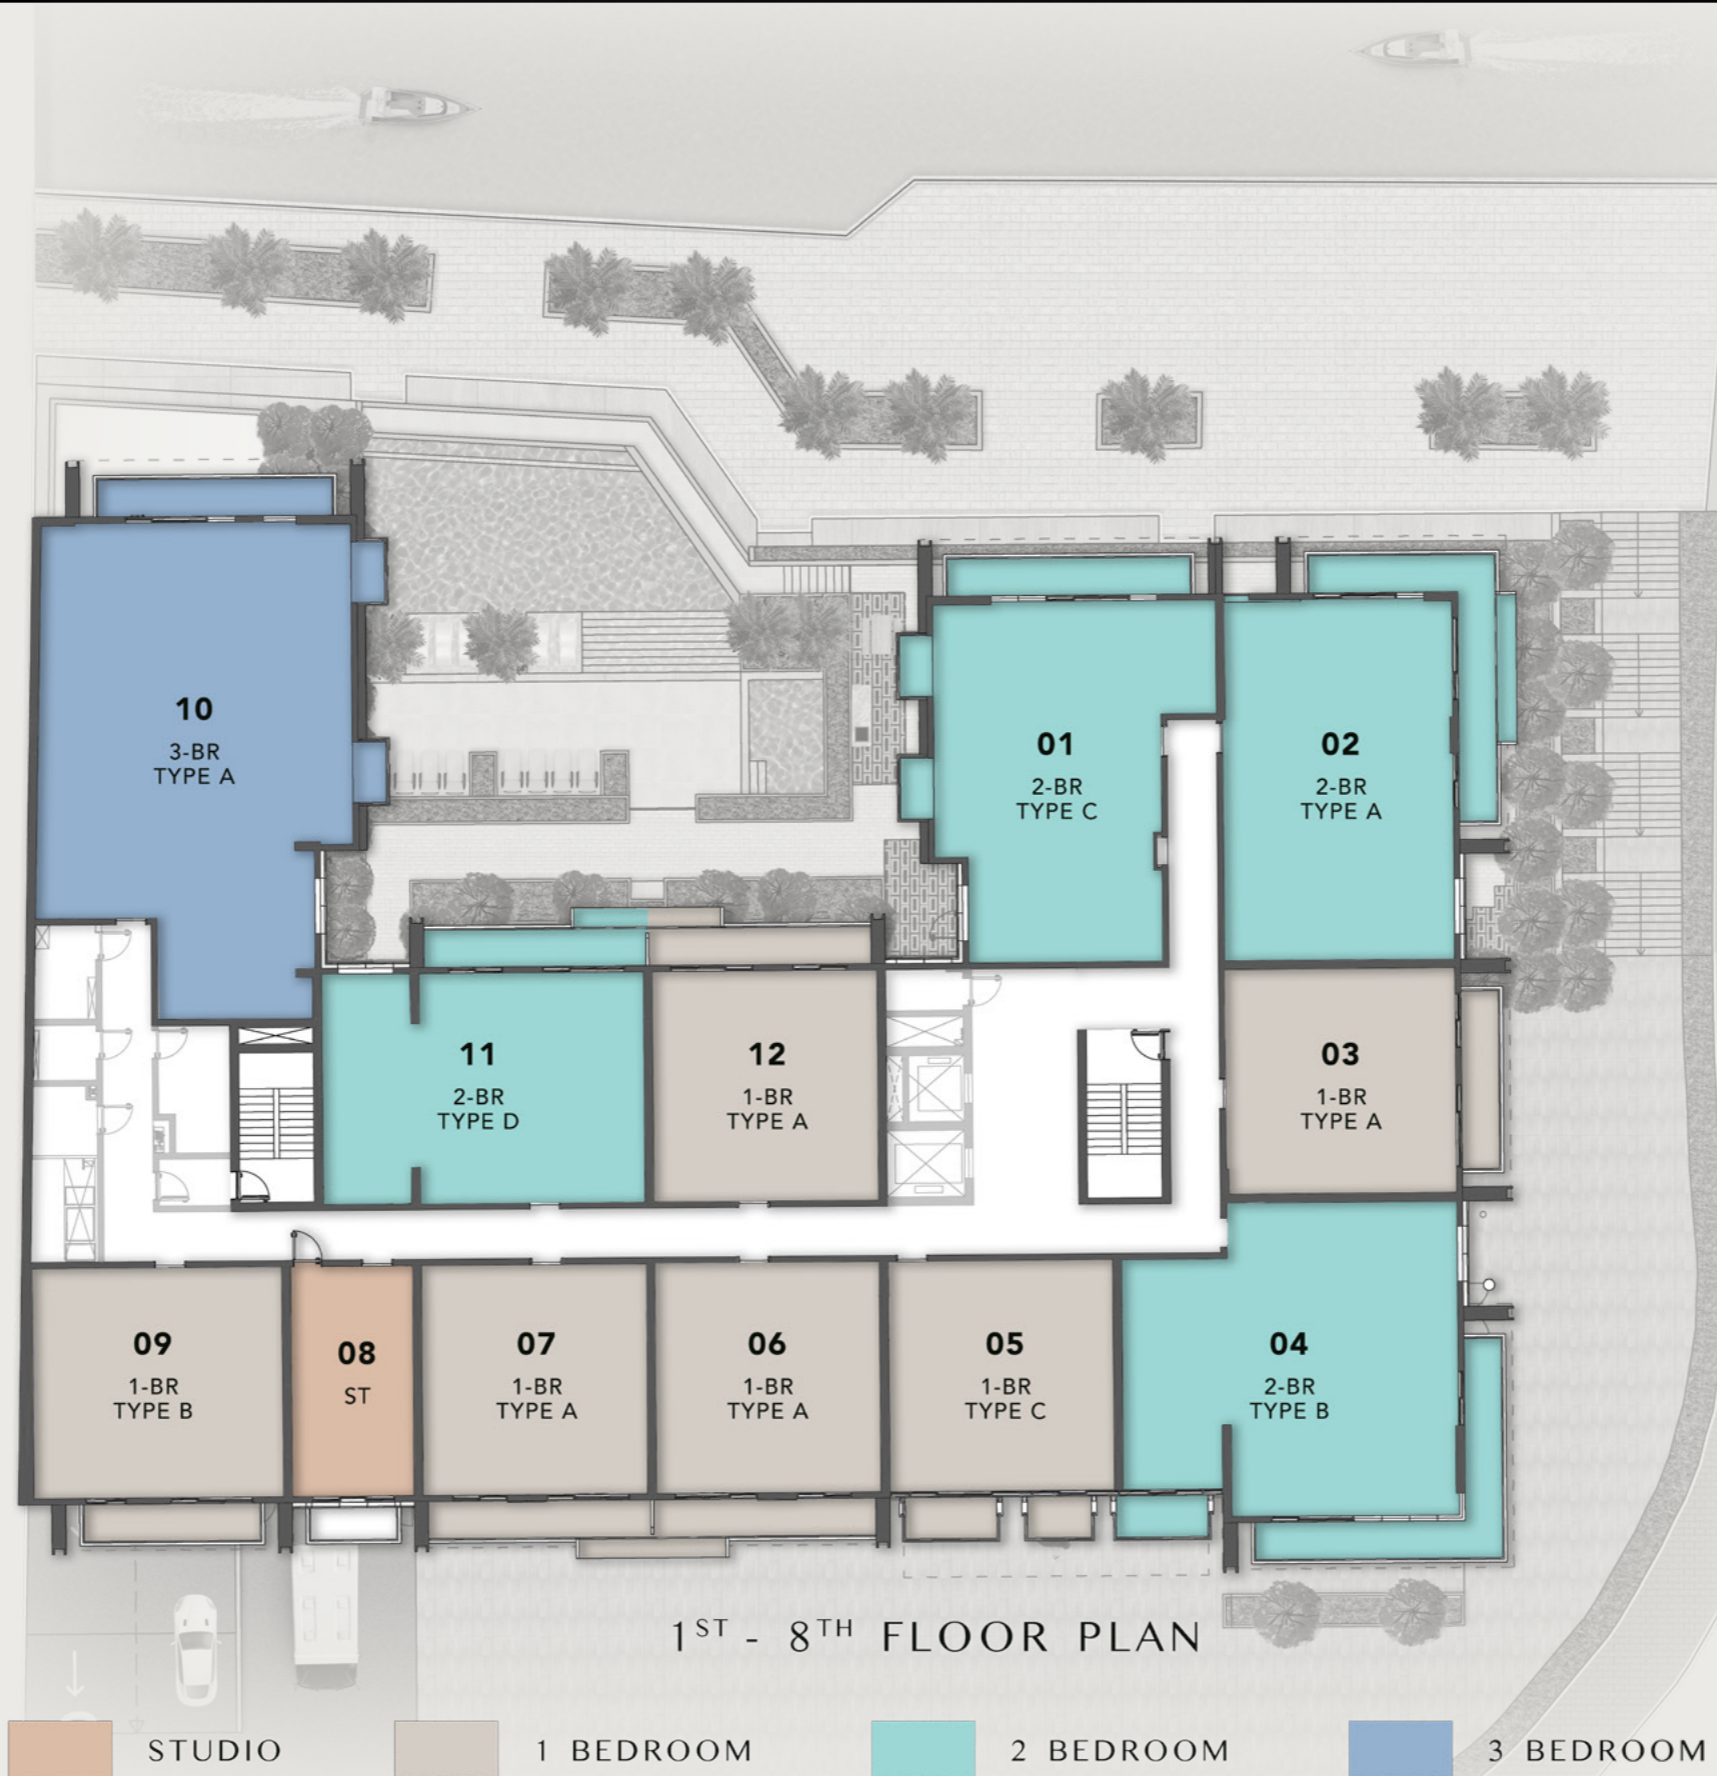 10
3-BR
TYPE A
01
2-BR
TYPE C
02
2-BR
TYPE A
11
2-BR
TYPE D
12
1-BR
TYPE A
03
1-BR
TYPE A
09
1-BR
TYPE B
08
ST
07
1-BR
TYPE A
06
1-BR
TYPE A
05
1-BR
TYPE C
04
2-BR
TYPE B
1ST - 8TH FLOOR PLAN
STUDIO
1 BEDROOM
2 BEDROOM
3 BEDROOM